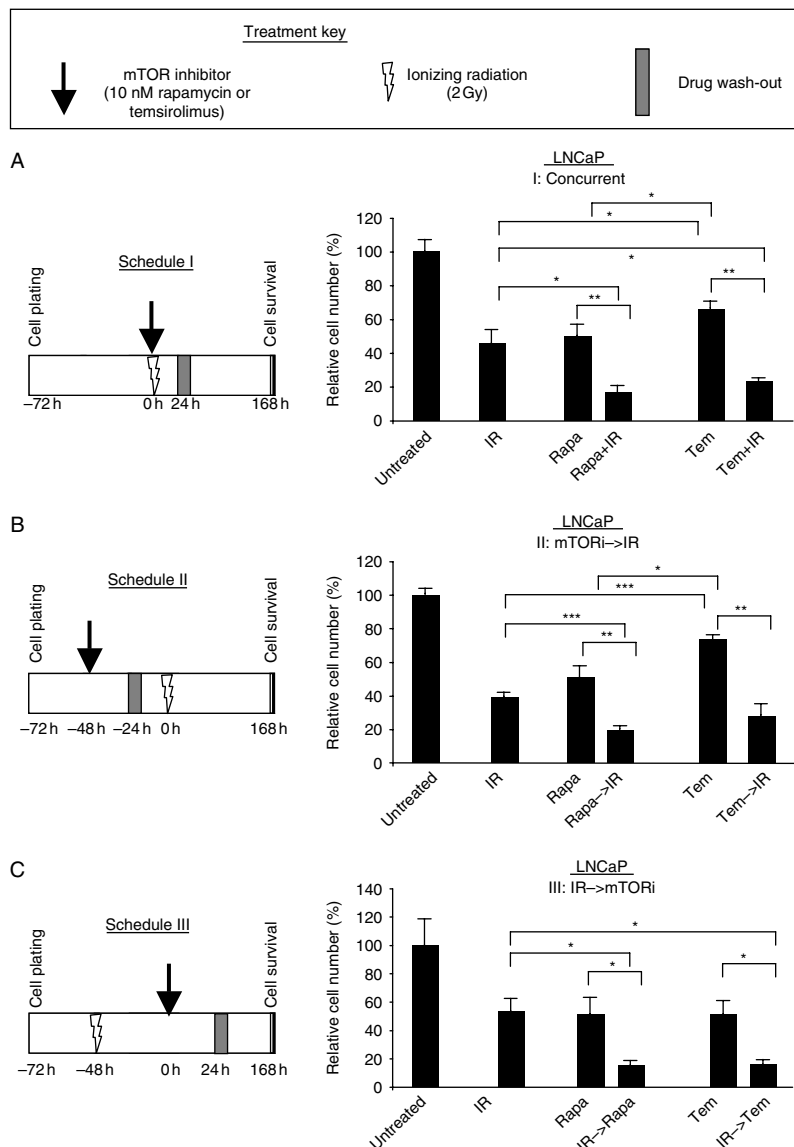 Treatment key
mTOR inhibitor
(10 nM rapamycin or
temsirolimus)
Ionizing radiation
(2 Gy)
Drug wash-out
A
Schedule I
Cell plating
Cell survival
–72 h
0 h
24 h
168 h
LNCaP
I: Concurrent
Relative cell number (%)
120
100
80
60
40
20
0
*
*
*
*
**
**
Untreated
IR
Rapa
Rapa+IR
Tem
Tem+IR
B
Schedule II
Cell plating
Cell survival
–72 h
–48 h
–24 h
0 h
168 h
LNCaP
II: mTORi–>IR
Relative cell number (%)
120
100
80
60
40
20
0
*
***
***
**
**
Untreated
IR
Rapa
Rapa–>IR
Tem
Tem–>IR
C
Schedule III
Cell plating
Cell survival
–72 h
–48 h
0 h
24 h
168 h
LNCaP
III: IR–>mTORi
Relative cell number (%)
140
120
100
80
60
40
20
0
*
*
*
*
Untreated
IR
Rapa
IR–>Rapa
Tem
IR–>Tem